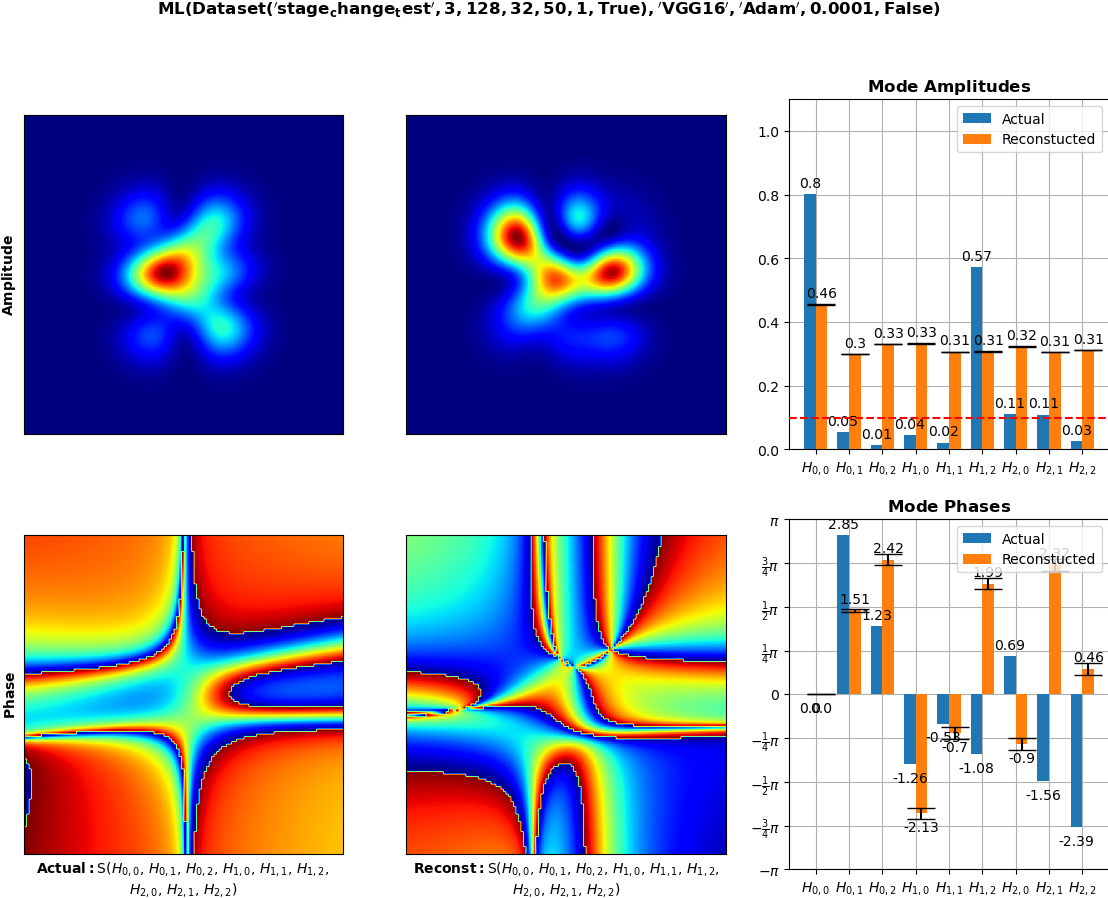 ML(Dataset('stage_change_test', 3, 128, 32, 50, 1, True), 'VGG16', 'Adam', 0.0001, False)
Mode Amplitudes
Actual
Reconstucted
1.0
0.8
0.6
0.4
0.2
0.0
0.8
0.46
0.05
0.3
0.01
0.33
0.04
0.33
0.02
0.31
0.57
0.31
0.11
0.32
0.11
0.31
0.03
0.31
H0,0 H0,1 H0,2 H1,0 H1,1 H1,2 H2,0 H2,1 H2,2
Amplitude
Mode Phases
Actual
Reconstucted
π
3/4π
1/2π
1/4π
0
−1/4π
−1/2π
−3/4π
−π
0.0
0.0
2.85
1.51
1.23
2.42
-1.26
-2.13
-0.53
-0.7
-1.08
1.99
0.69
-0.9
-1.56
2.32
-2.39
0.46
H0,0 H0,1 H0,2 H1,0 H1,1 H1,2 H2,0 H2,1 H2,2
Phase
Actual: S(H0,0, H0,1, H0,2, H1,0, H1,1, H1,2,
H2,0, H2,1, H2,2)
Reconst: S(H0,0, H0,1, H0,2, H1,0, H1,1, H1,2,
H2,0, H2,1, H2,2)